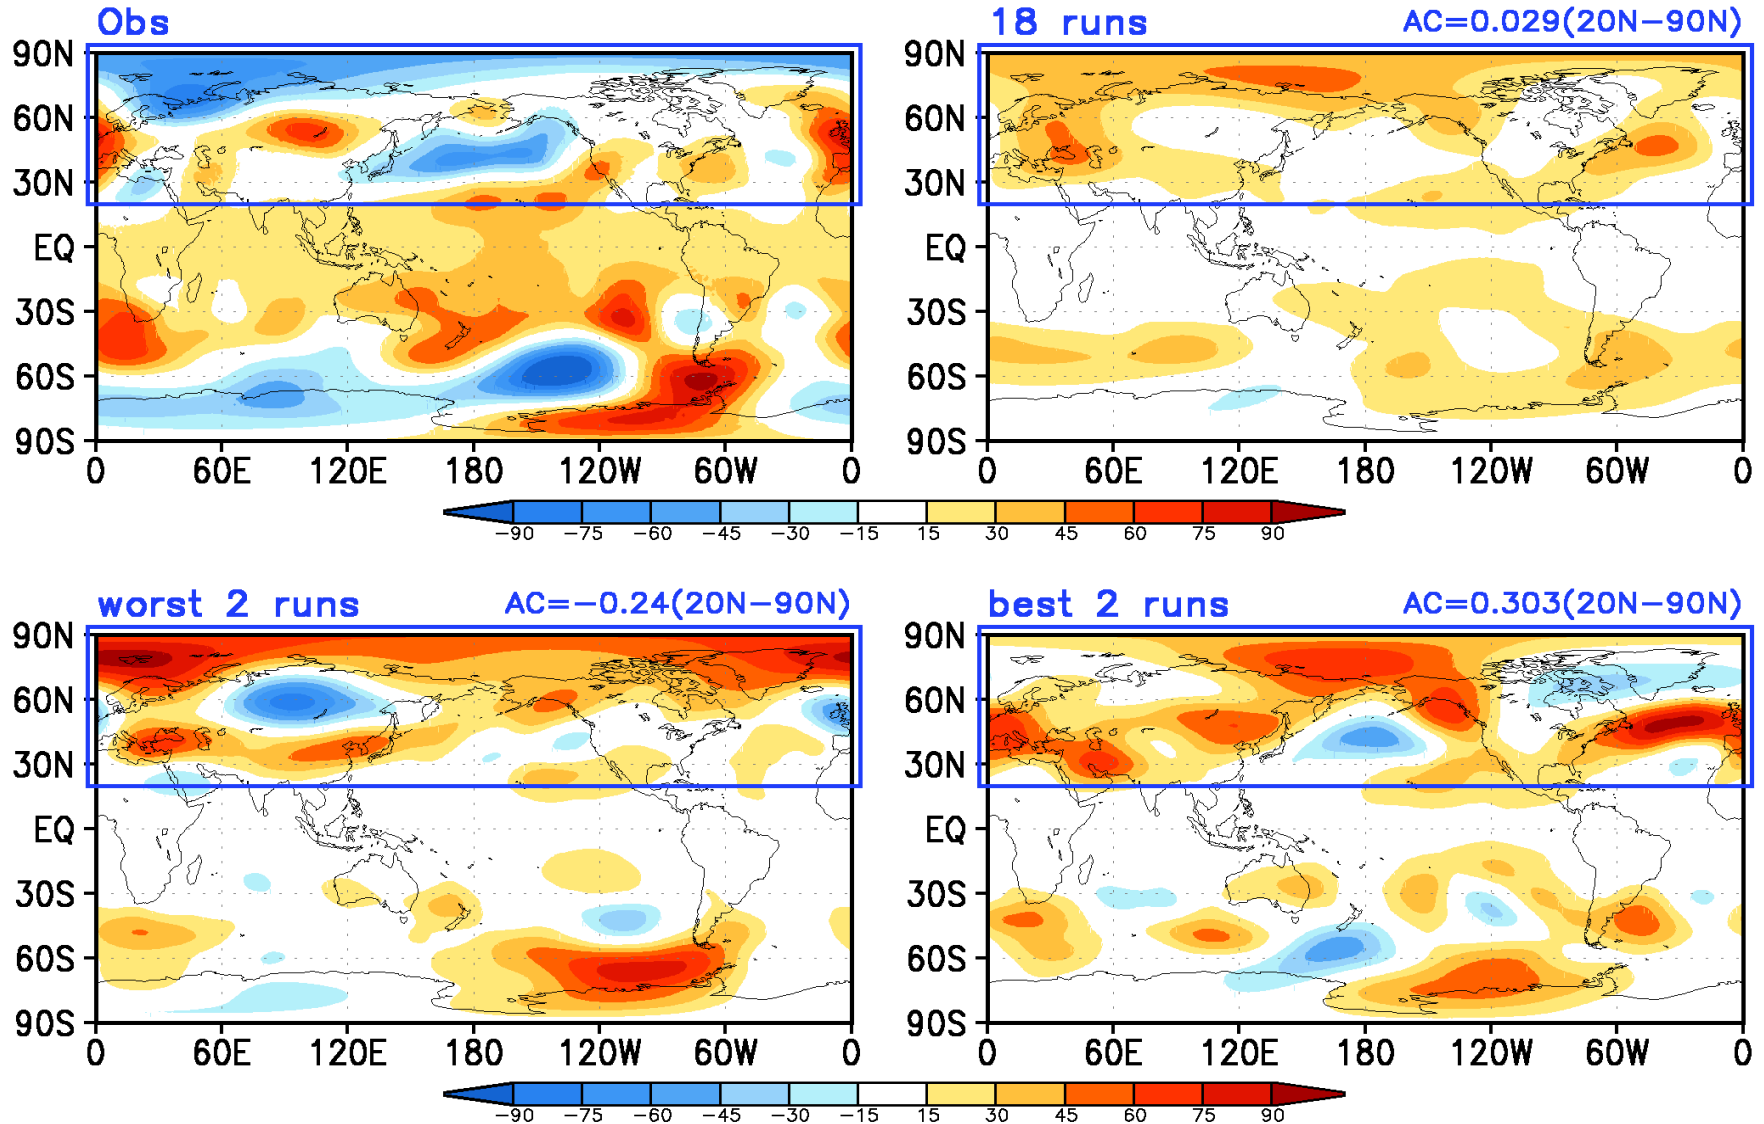 Obs
18 runs AC=0.029(20N-90N)
90N 90N
60N 60N
30N 30N
EQ EQ
30S 30S
60S 60S
90S 90S
0 60E 120E 180 120W 60W 0 0 60E 120E 180 120W 60W 0
-90 -75 -60 -45 -30 -15 15 30 45 60 75 90
worst 2 runs AC=-0.24(20N-90N)
best 2 runs AC=0.303(20N-90N)
90N 90N
60N 60N
30N 30N
EQ EQ
30S 30S
60S 60S
90S 90S
0 60E 120E 180 120W 60W 0 0 60E 120E 180 120W 60W 0
-90 -75 -60 -45 -30 -15 15 30 45 60 75 90